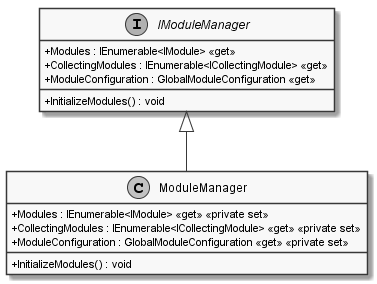 I IModuleManager
+Modules : IEnumerable<IModule> «get»
+CollectingModules : IEnumerable<ICollectingModule> «get»
+ModuleConfiguration : GlobalModuleConfiguration «get»
+InitializeModules() : void
C ModuleManager
+Modules : IEnumerable<IModule> «get» «private set»
+CollectingModules : IEnumerable<ICollectingModule> «get» «private set»
+ModuleConfiguration : GlobalModuleConfiguration «get» «private set»
+InitializeModules() : void